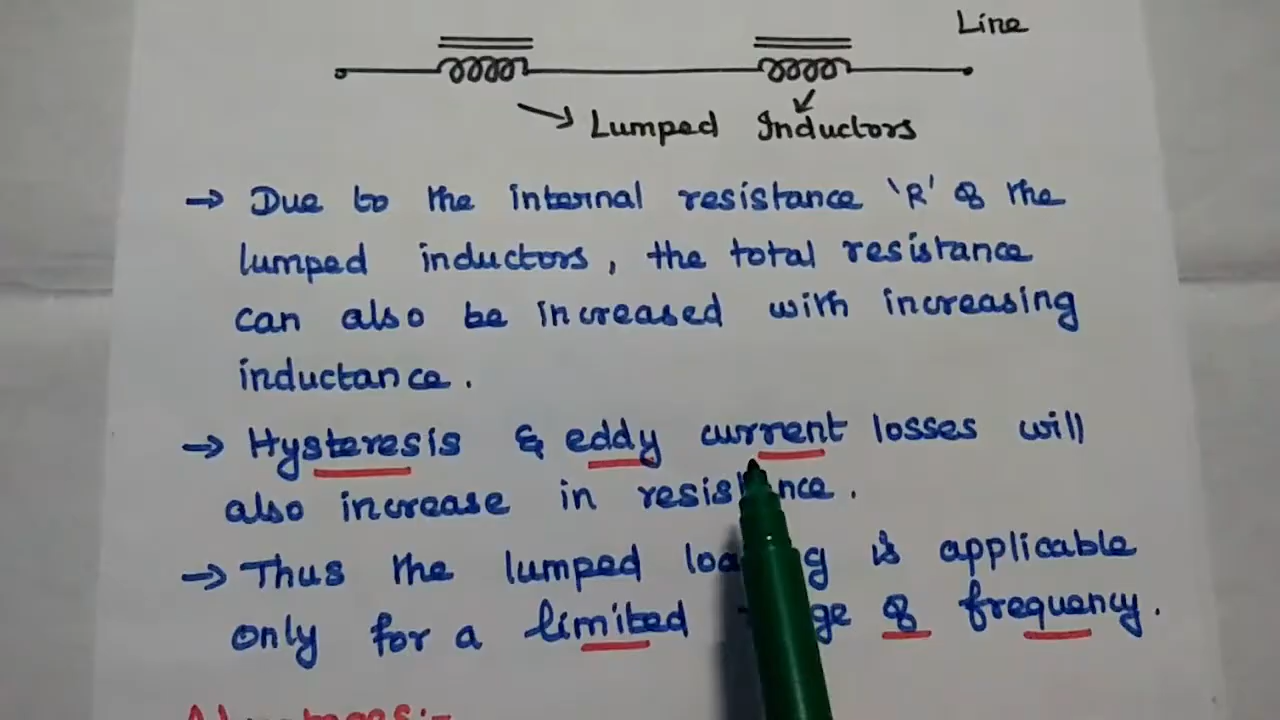 Line
Lumped Inductors
→ Due to the internal resistance 'R' of the
lumped inductors, the total resistance
can also be increased with increasing
inductance.
→ Hysteresis & eddy current losses will
also increase in
→ Thus the lumped is applicable
only for a limited of frequency.